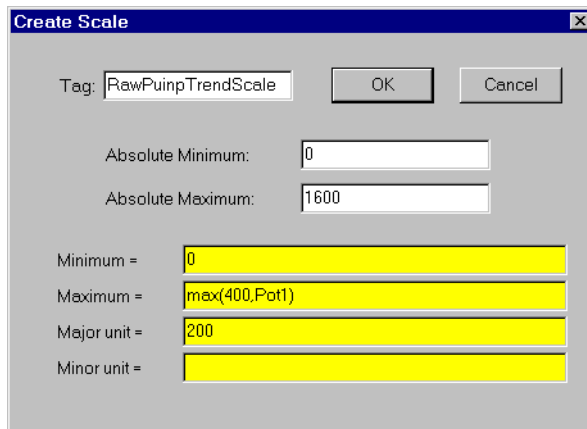 Create Scale
Tag: RawPuinpTrendScale OK Cancel
Absolute Minimum: 0
Absolute Maximum: 1600
Minimum = 0
Maximum = max(400,Pot1)
Major unit = 200
Minor unit =